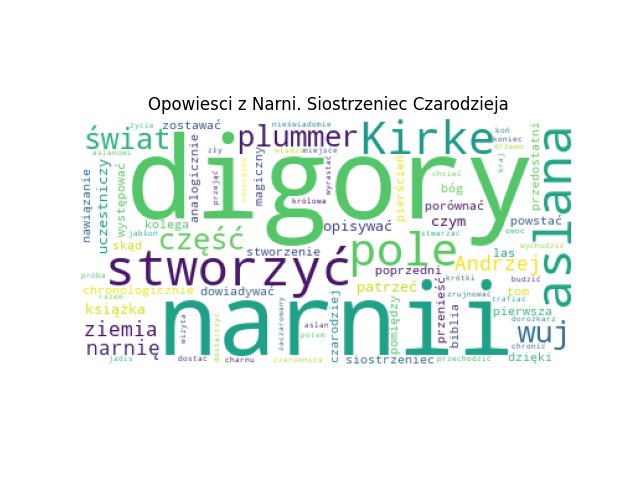 Opowiesci z Narni. Siostrzeniec Czarodzieja
życie
zostawać
nieświadomie
koń
świat
plummer
Kirke
koniec
aslanowi
drzewo
digory
analogicznie
zły
magiczny
władza
miejsce
pierścień
kraj
przedostatni
aslana
nawiązanie
uczestniczy
występować
przejąć
zwycięsko
królowa
wyrastać
chcieć
bóg
porównać
kolega
opisywać
czym
powstać
jabłoń
część
stwarzać
owoc
skąd
stworzenie
pole
las
wychodzić
stworzyć
poprzedni
Andrzej
próba
krótki
budzić
chronologicznie
dowiadywać
patrzeć
przenieść
zrujnować
tom
razem
narnii
trafiać
książka
pomiędzy
biblia
pierwsza
ziemia
wizyta
dostarczyć
zaczarowany
aslan
czarodziej
dorożkarz
wuj
narnię
potem
chronić
jadis
dostać
charnu
czarownica
siostrzeniec
przechodzić
dzięki